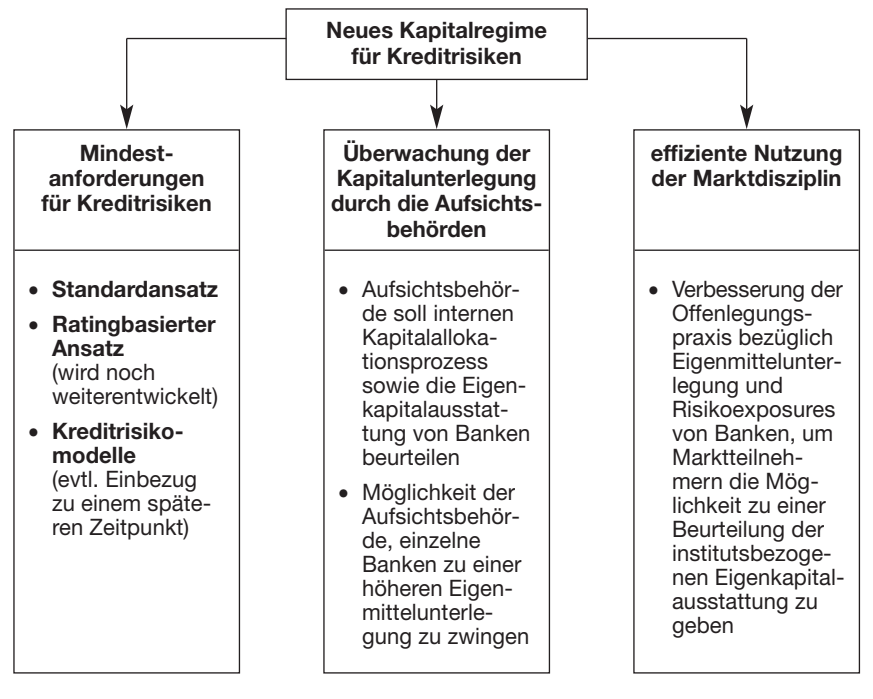 Neues Kapitalregime
für Kreditrisiken
Mindest-
anforderungen
für Kreditrisiken
• Standardansatz
• Ratingbasierter
Ansatz
(wird noch
weiterentwickelt)
• Kreditrisiko-
modelle
(evtl. Einbezug
zu einem späte-
ren Zeitpunkt)
Überwachung der
Kapitalunterlegung
durch die Aufsichts-
behörden
• Aufsichtsbehör-
de soll internen
Kapitalalloka-
tionsprozess
sowie die Eigen-
kapitalausstat-
tung von Banken
beurteilen
• Möglichkeit der
Aufsichtsbehör-
de, einzelne
Banken zu einer
höheren Eigen-
mittelunterle-
gung zu zwingen
effiziente Nutzung
der Marktdisziplin
• Verbesserung der
Offenlegungs-
praxis bezüglich
Eigenmittelunter-
legung und
Risikoexposures
von Banken, um
Marktteilneh-
mern die Mög-
lichkeit zu einer
Beurteilung der
institutsbezoge-
nen Eigenkapital-
ausstattung zu
geben